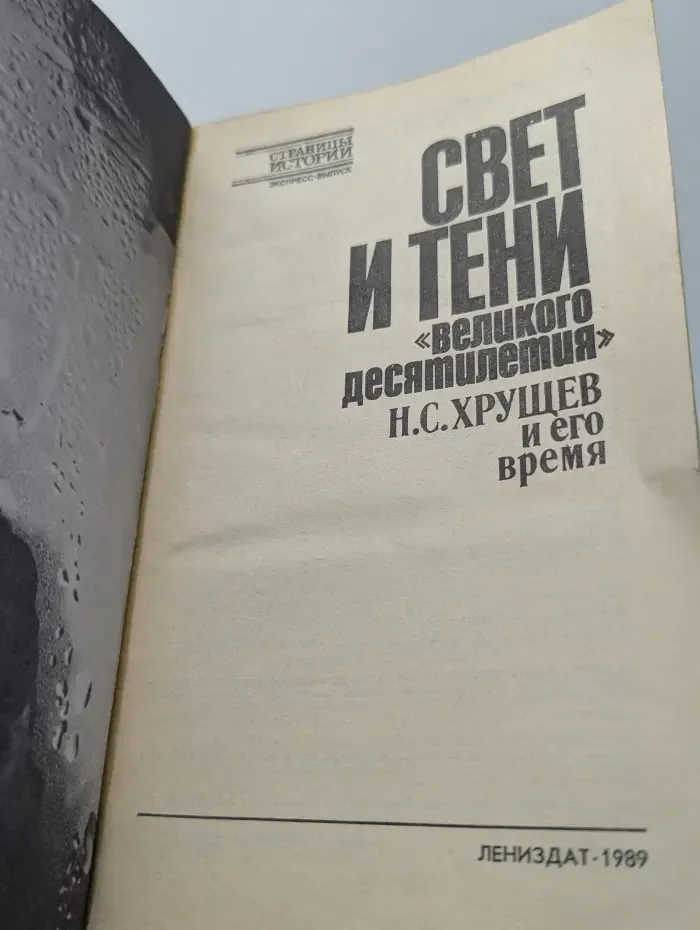 СТРАНИЦЫ
ИСТОРИИ
ЭКСПРЕСС-ВЫПУСК
СВЕТ
И ТЕНИ
«великого
десятилетия»
Н.С.ХРУЩЕВ
и его
время
ЛЕНИЗДАТ·1989